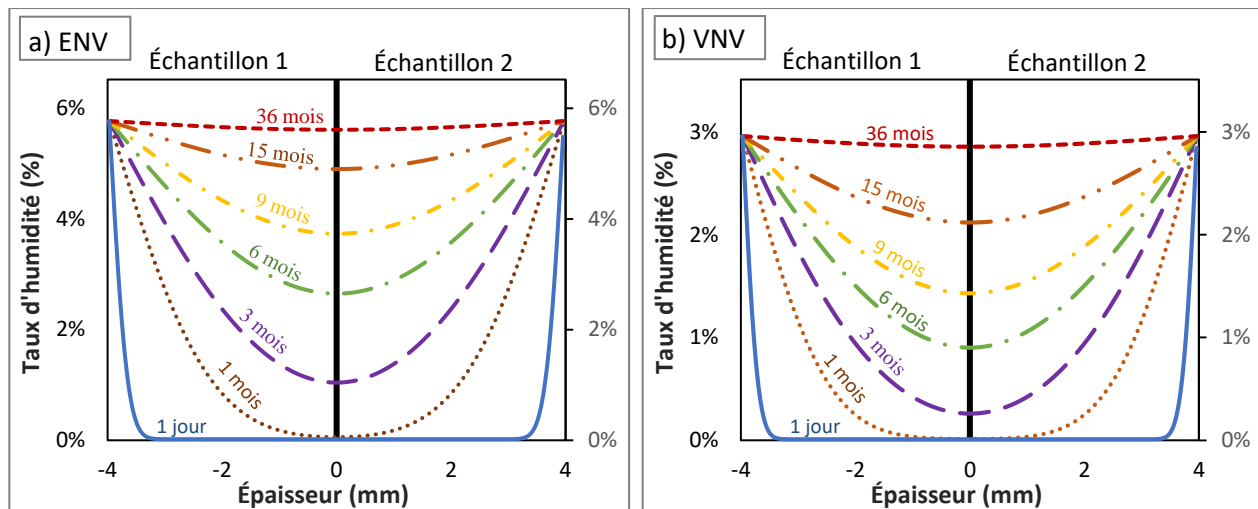 a) ENV
Échantillon 1
Échantillon 2
6%
4%
2%
0%
6%
4%
2%
0%
36 mois
15 mois
9 mois
6 mois
3 mois
1 mois
1 jour
-4
-2
0
2
4
Taux d'humidité (%)
Épaisseur (mm)
b) VNV
Échantillon 1
Échantillon 2
3%
2%
1%
0%
3%
2%
1%
0%
36 mois
15 mois
9 mois
6 mois
3 mois
1 mois
1 jour
-4
-2
0
2
4
Taux d'humidité (%)
Épaisseur (mm)